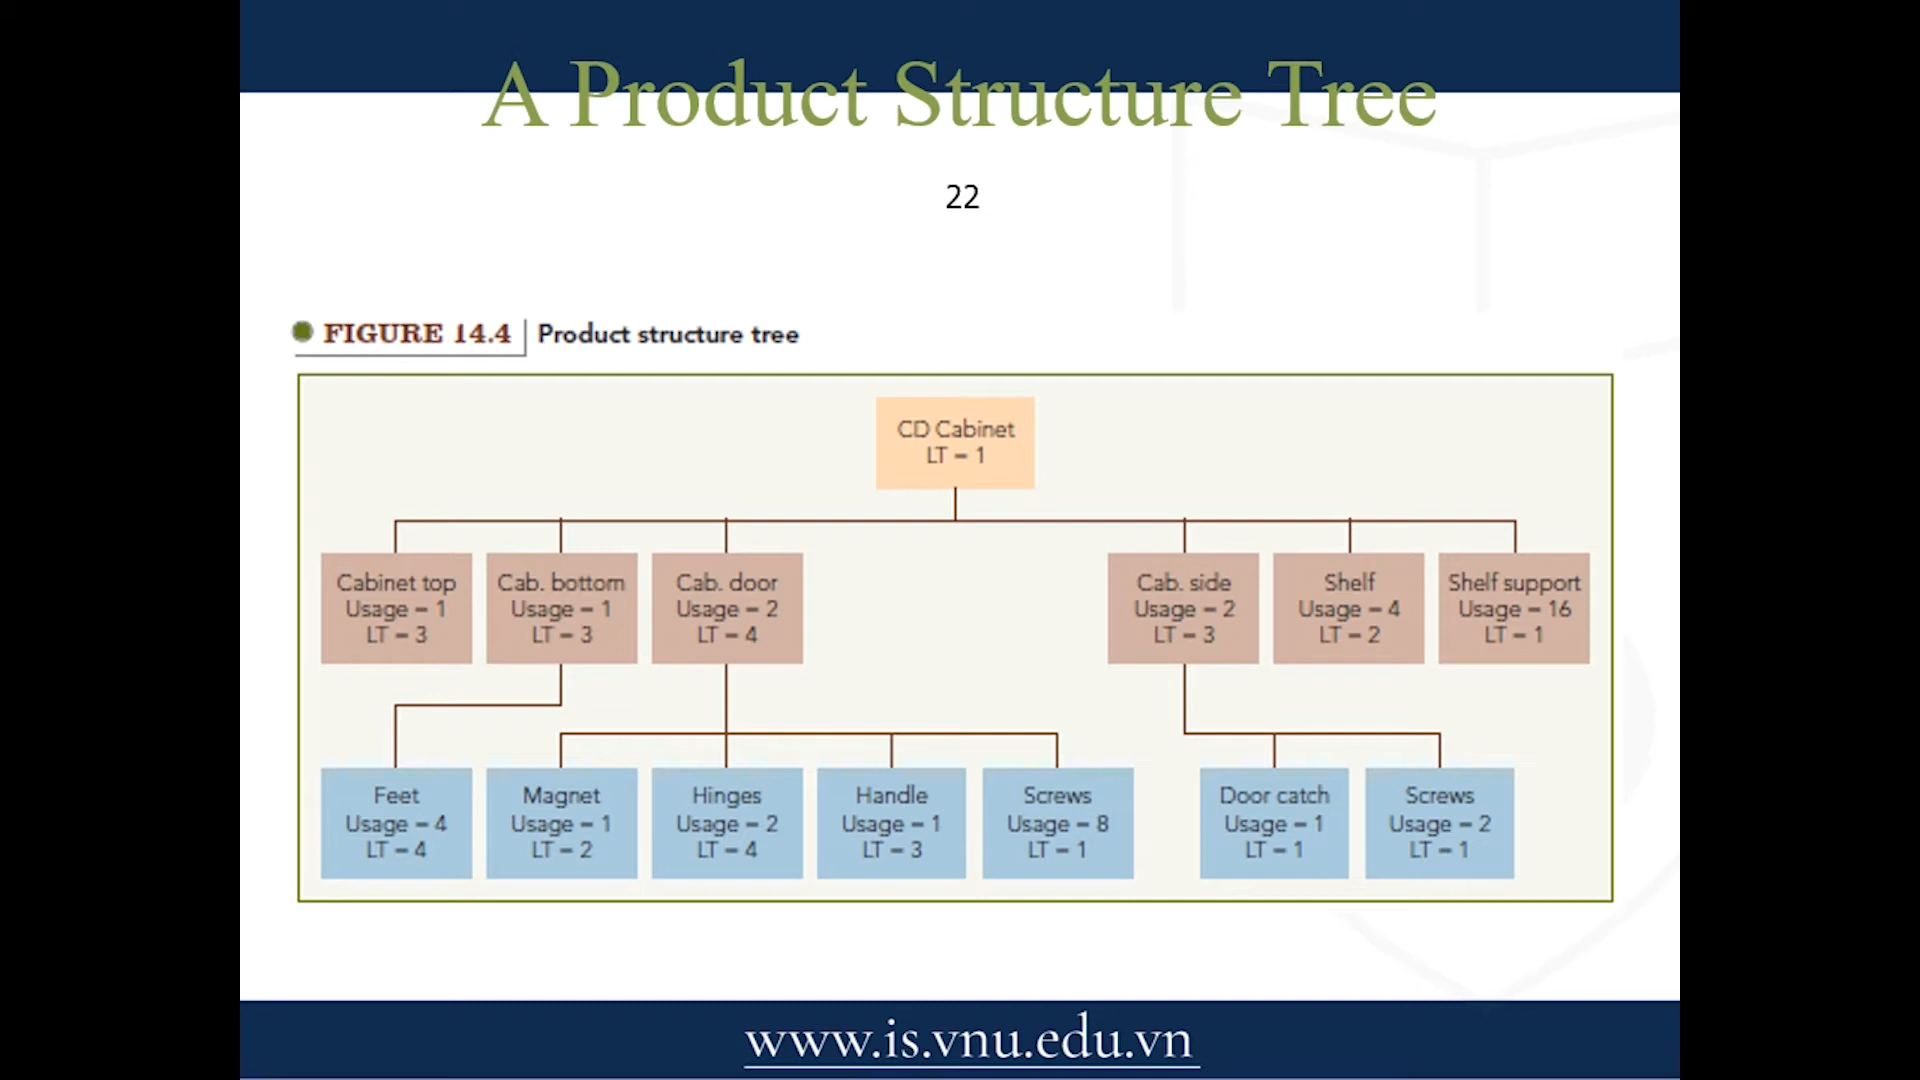 A Product Structure Tree
22
FIGURE 14.4 Product structure tree
CD Cabinet
LT = 1
Cabinet top
Usage = 1
LT = 3
Cab. bottom
Usage = 1
LT = 3
Cab. door
Usage = 2
LT = 4
Cab. side
Usage = 2
LT = 3
Shelf
Usage = 4
LT = 2
Shelf support
Usage = 16
LT = 1
Feet
Usage = 4
LT = 4
Magnet
Usage = 1
LT = 2
Hinges
Usage = 2
LT = 4
Handle
Usage = 1
LT = 3
Screws
Usage = 8
LT = 1
Door catch
Usage = 1
LT = 1
Screws
Usage = 2
LT = 1
www.is.vnu.edu.vn